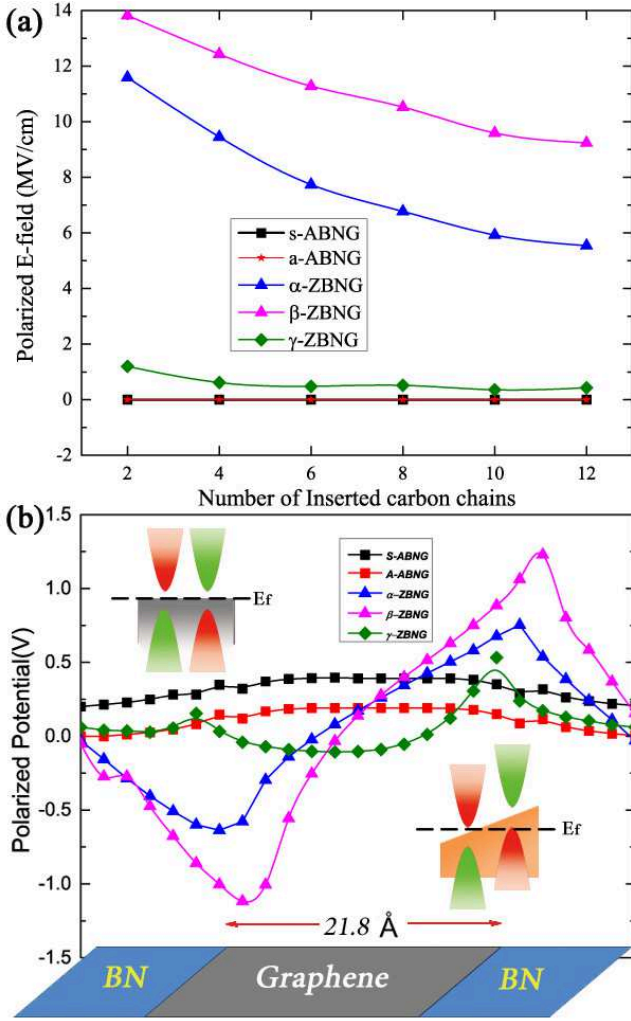 (a)
14
12
10
8
6
4
2
0
-2
Polarized E-field (MV/cm)
s-ABNG
a-ABNG
α-ZBNG
β-ZBNG
γ-ZBNG
2 4 6 8 10 12
Number of Inserted carbon chains
(b)
1.5
1.0
0.5
0.0
-0.5
-1.0
-1.5
Polarized Potential(V)
Ef
S-ABNG
A-ABNG
α-ZBNG
β-ZBNG
γ-ZBNG
Ef
21.8 Å
BN Graphene BN